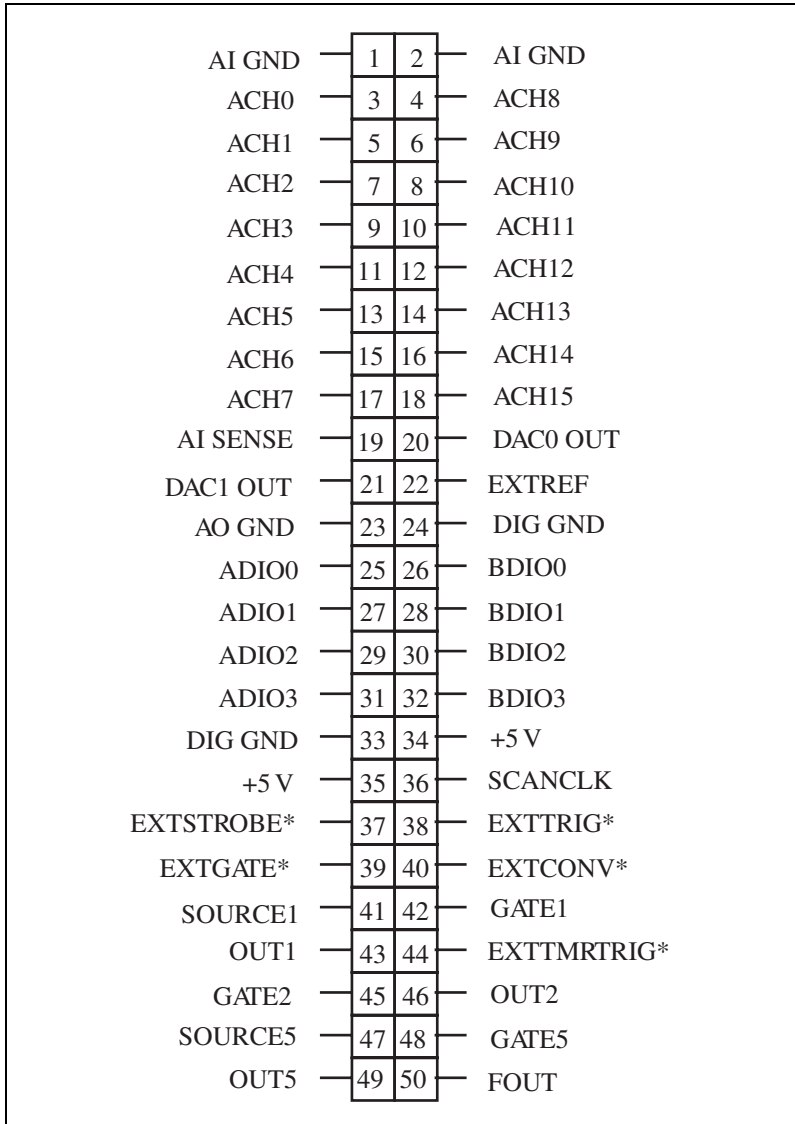 AI GND 1 2 AI GND
ACH0 3 4 ACH8
ACH1 5 6 ACH9
ACH2 7 8 ACH10
ACH3 9 10 ACH11
ACH4 11 12 ACH12
ACH5 13 14 ACH13
ACH6 15 16 ACH14
ACH7 17 18 ACH15
AI SENSE 19 20 DAC0 OUT
DAC1 OUT 21 22 EXTREF
AO GND 23 24 DIG GND
ADIO0 25 26 BDIO0
ADIO1 27 28 BDIO1
ADIO2 29 30 BDIO2
ADIO3 31 32 BDIO3
DIG GND 33 34 +5 V
+5 V 35 36 SCANCLK
EXTSTROBE* 37 38 EXTTRIG*
EXTGATE* 39 40 EXTCONV*
SOURCE1 41 42 GATE1
OUT1 43 44 EXTTMRTRIG*
GATE2 45 46 OUT2
SOURCE5 47 48 GATE5
OUT5 49 50 FOUT